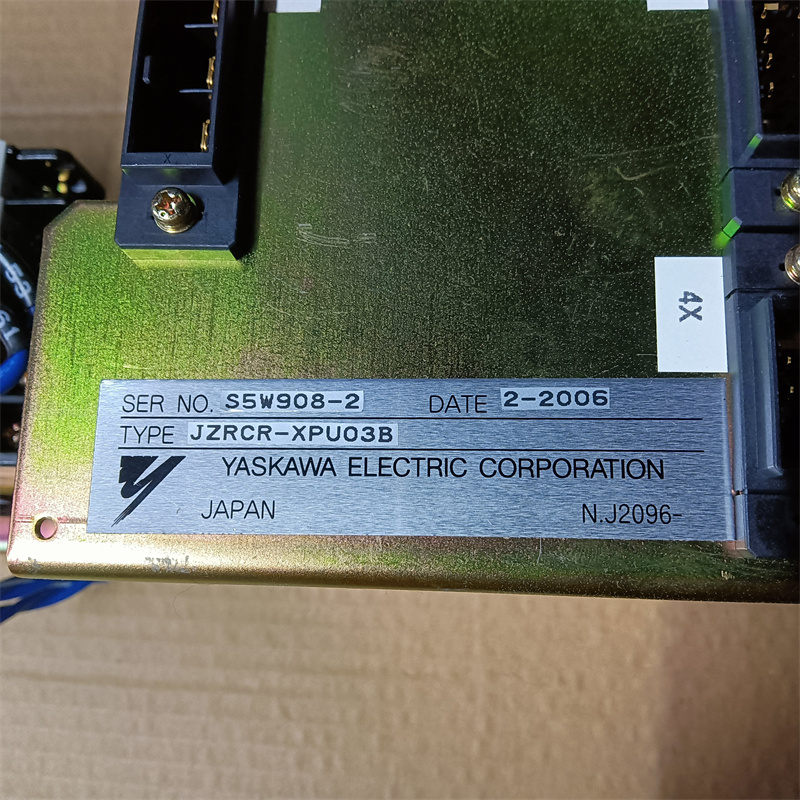 X
4X
SER NO. S5W908-2 DATE 2-2006
TYPE JZRCR-XPU03B
YASKAWA ELECTRIC CORPORATION
JAPAN N.J2096-